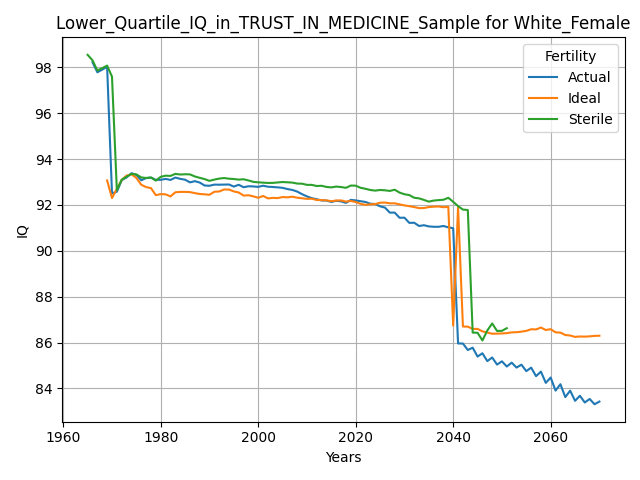 Lower_Quartile_IQ_in_TRUST_IN_MEDICINE_Sample for White_Female
Fertility
Actual
Ideal
Sterile
IQ
98
96
94
92
90
88
86
84
1960
1980
2000
2020
2040
2060
Years